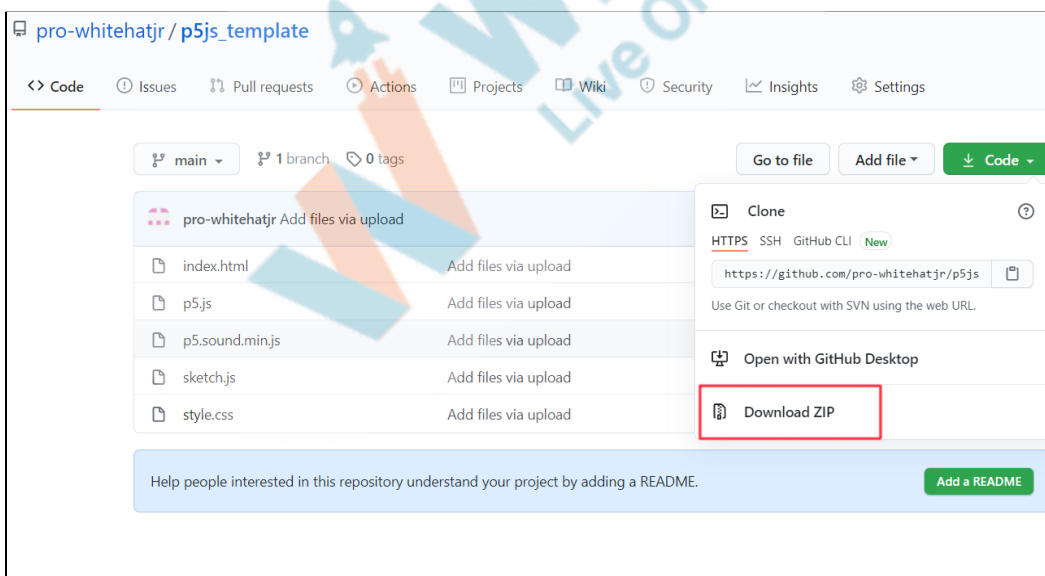 pro-whitehatjr / p5js_template
Code Issues Pull requests Actions Projects Wiki Security Insights Settings
main 1 branch 0 tags Go to file Add file Code
pro-whitehatjr Add files via upload
index.html Add files via upload
p5.js Add files via upload
p5.sound.min.js Add files via upload
sketch.js Add files via upload
style.css Add files via upload
Clone
HTTPS SSH GitHub CLI New
https://github.com/pro-whitehatjr/p5js
Use Git or checkout with SVN using the web URL.
Open with GitHub Desktop
Download ZIP
Help people interested in this repository understand your project by adding a README. Add a README
Live